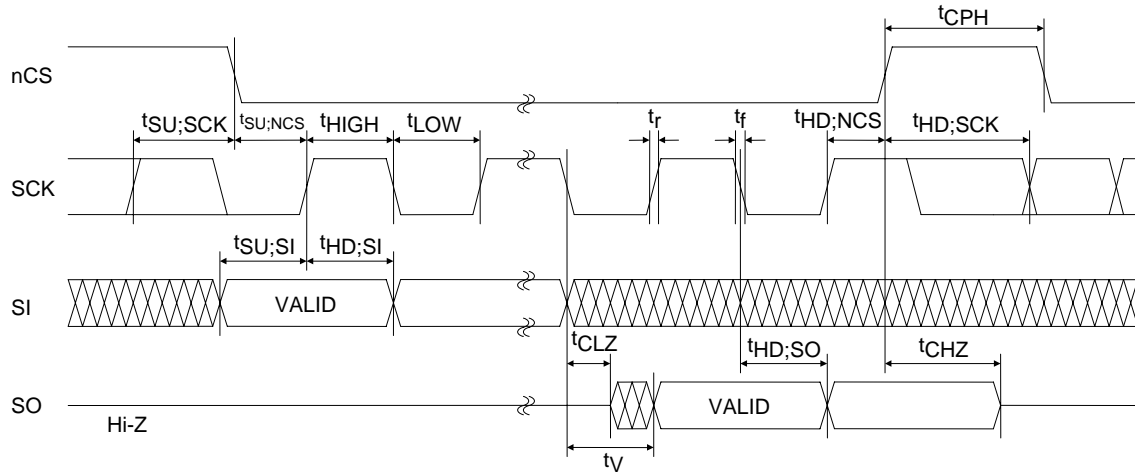 tCPH
nCS
tSU;SCK tSU;NCS tHIGH tLOW tr tf tHD;NCS tHD;SCK
SCK
tSU;SI tHD;SI
SI VALID
tCLZ tHD;SO tCHZ
SO VALID
Hi-Z
tV